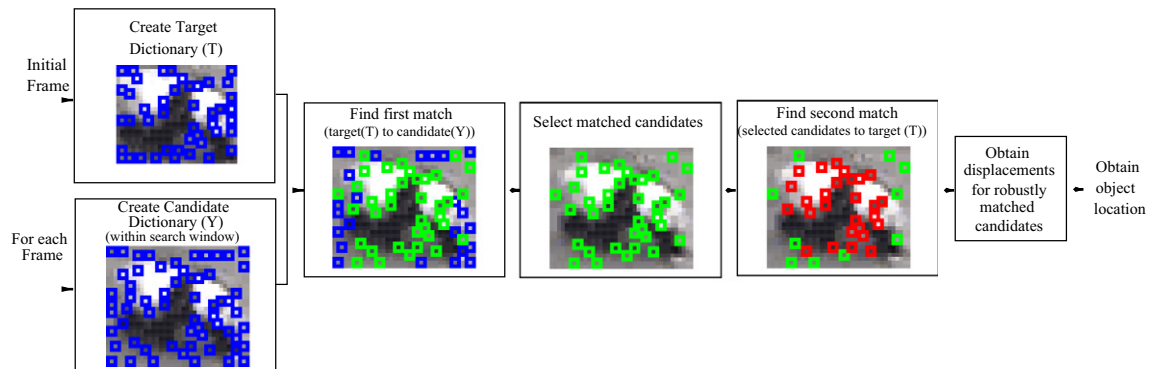 Create Target
Dictionary (T)
Initial
Frame
Create Candidate
Dictionary (Y)
(within search window)
For each
Frame
Find first match
(target(T) to candidate(Y))
Select matched candidates
Find second match
(selected candidates to target (T))
Obtain
displacements
for robustly
matched
candidates
Obtain
object
location